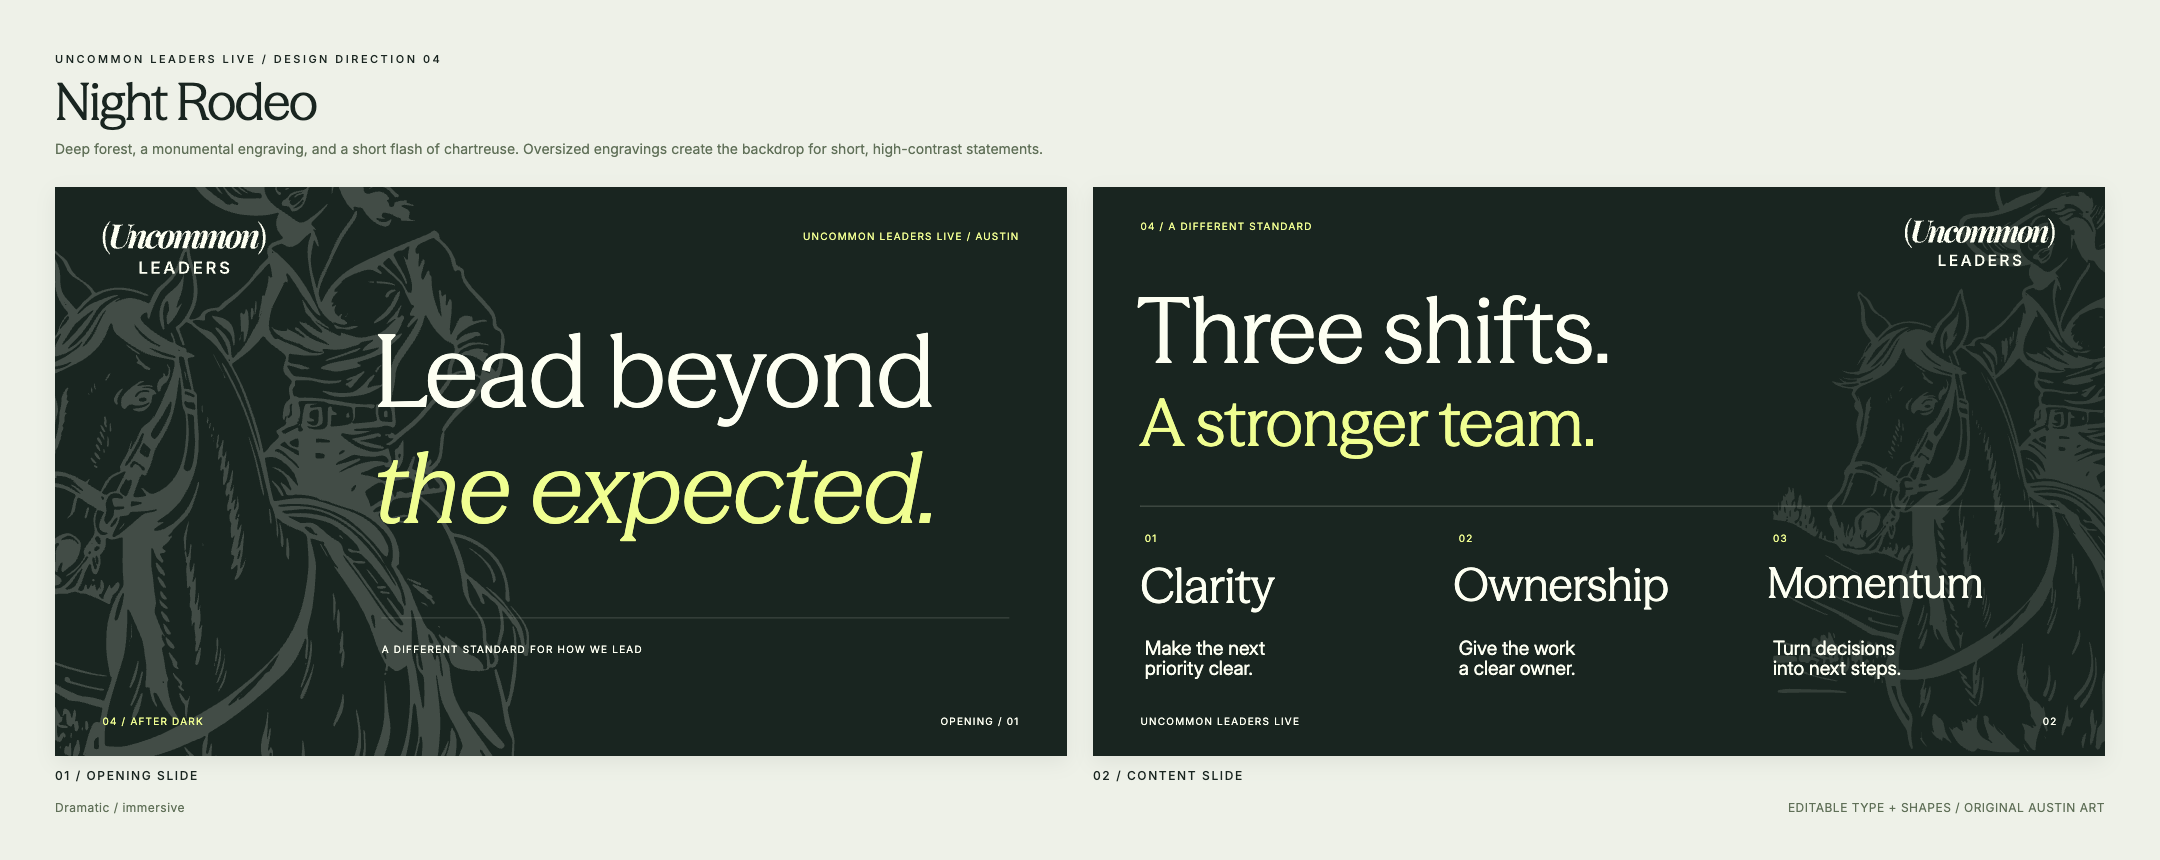 UNCOMMON LEADERS LIVE / DESIGN DIRECTION 04
Night Rodeo
Deep forest, a monumental engraving, and a short flash of chartreuse. Oversized engravings create the backdrop for short, high-contrast statements.
(Uncommon)
LEADERS
UNCOMMON LEADERS LIVE / AUSTIN
Lead beyond
the expected.
A DIFFERENT STANDARD FOR HOW WE LEAD
04 / AFTER DARK
OPENING / 01
04 / A DIFFERENT STANDARD
(Uncommon)
LEADERS
Three shifts.
A stronger team.
01
Clarity
Make the next
priority clear.
02
Ownership
Give the work
a clear owner.
03
Momentum
Turn decisions
into next steps.
UNCOMMON LEADERS LIVE
02
01 / OPENING SLIDE
02 / CONTENT SLIDE
Dramatic / immersive
EDITABLE TYPE + SHAPES / ORIGINAL AUSTIN ART